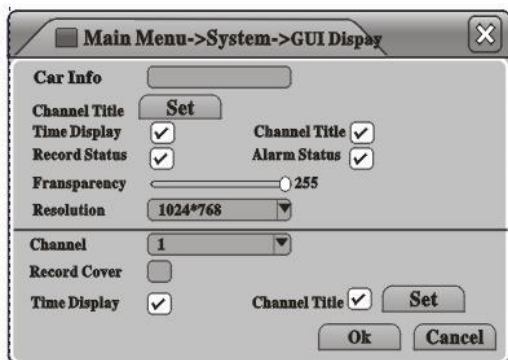 Main Menu->System->GUI Dispay
Car Info
Channel Title Set
Time Display Channel Title
Record Status Alarm Status
Fransparency 255
Resolution 1024*768
Channel 1
Record Cover
Time Display Channel Title Set
Ok Cancel